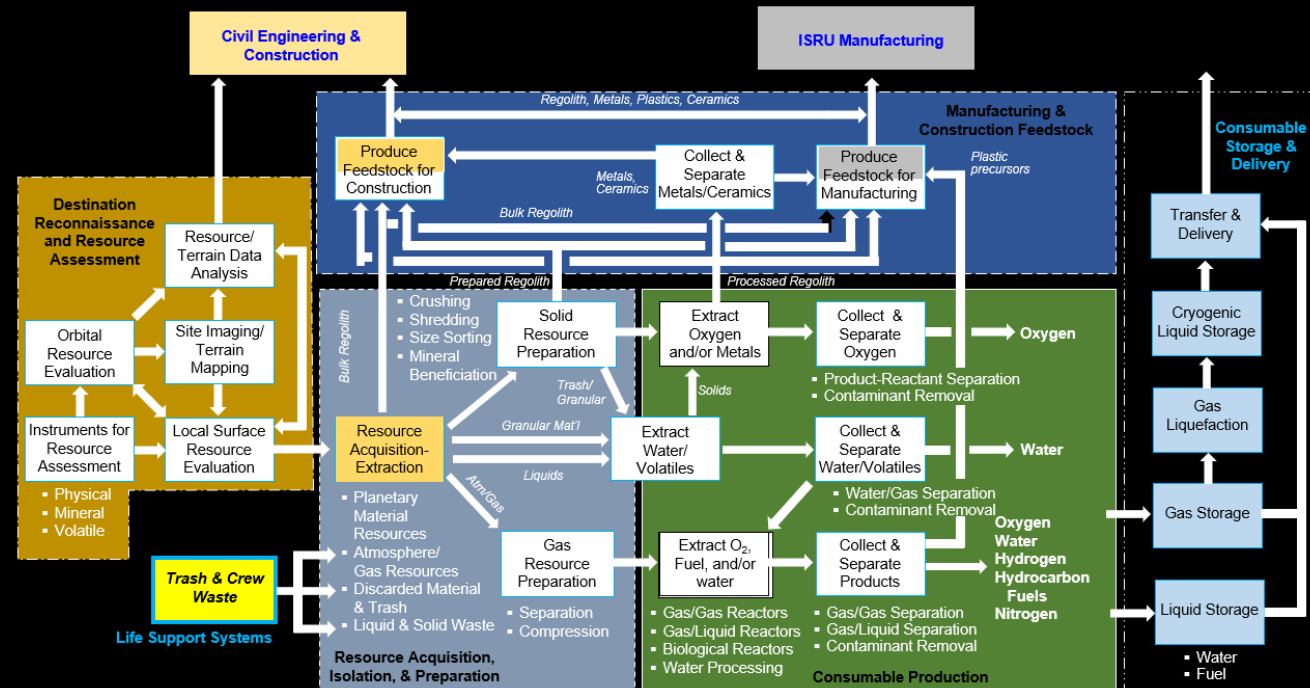 Civil Engineering &
Construction
ISRU Manufacturing
Regolith, Metals, Plastics, Ceramics
Manufacturing &
Construction Feedstock
Consumable
Storage &
Delivery
Produce
Feedstock for
Construction
Metals,
Ceramics
Collect &
Separate
Metals/Ceramics
Produce
Feedstock for
Manufacturing
Plastic
precursors
Bulk Regolith
Destination
Reconnaissance
and Resource
Assessment
Resource/
Terrain Data
Analysis
Orbital
Resource
Evaluation
Site Imaging/
Terrain
Mapping
Instruments for
Resource
Assessment
Local Surface
Resource
Evaluation
▪ Physical
▪ Mineral
▪ Volatile
Prepared Regolith
Processed Regolith
Bulk Regolith
▪ Crushing
▪ Shredding
▪ Size Sorting
▪ Mineral
Beneficiation
Solid
Resource
Preparation
Trash/
Granular
Resource
Acquisition-
Extraction
Granular Mat'l
Liquids
Atm/Gas
▪ Planetary
Material
Resources
▪ Atmosphere/
Gas Resources
▪ Discarded Material
& Trash
▪ Liquid & Solid Waste
Gas
Resource
Preparation
▪ Separation
▪ Compression
Resource Acquisition,
Isolation, & Preparation
Trash & Crew
Waste
Life Support Systems
Extract
Oxygen
and/or Metals
Collect &
Separate
Oxygen
Oxygen
▪ Product-Reactant Separation
▪ Contaminant Removal
Solids
Extract
Water/
Volatiles
Collect &
Separate
Water/Volatiles
Water
▪ Water/Gas Separation
▪ Contaminant Removal
Extract O₂,
Fuel, and/or
water
Collect &
Separate
Products
Oxygen
Water
Hydrogen
Hydrocarbon
Fuels
Nitrogen
▪ Gas/Gas Reactors
▪ Gas/Liquid Reactors
▪ Biological Reactors
▪ Water Processing
▪ Gas/Gas Separation
▪ Gas/Liquid Separation
▪ Contaminant Removal
Consumable Production
Transfer &
Delivery
Cryogenic
Liquid Storage
Gas
Liquefaction
Gas Storage
Liquid Storage
▪ Water
▪ Fuel